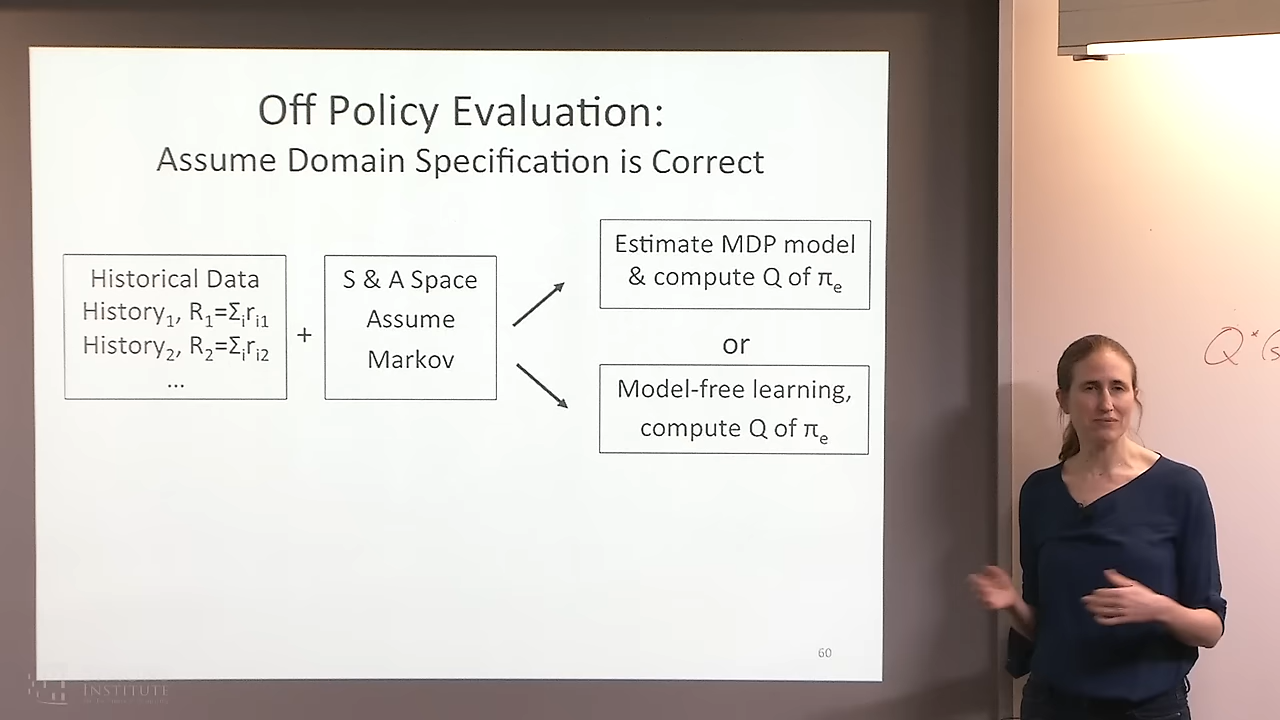 Off Policy Evaluation:
Assume Domain Specification is Correct
Historical Data
History₁, R₁=Σᵢrᵢ₁
History₂, R₂=Σᵢrᵢ₂
...
+
S & A Space
Assume
Markov
Estimate MDP model
& compute Q of πₑ
or
Model-free learning,
compute Q of πₑ
60
Q*(s
INSTITUTE